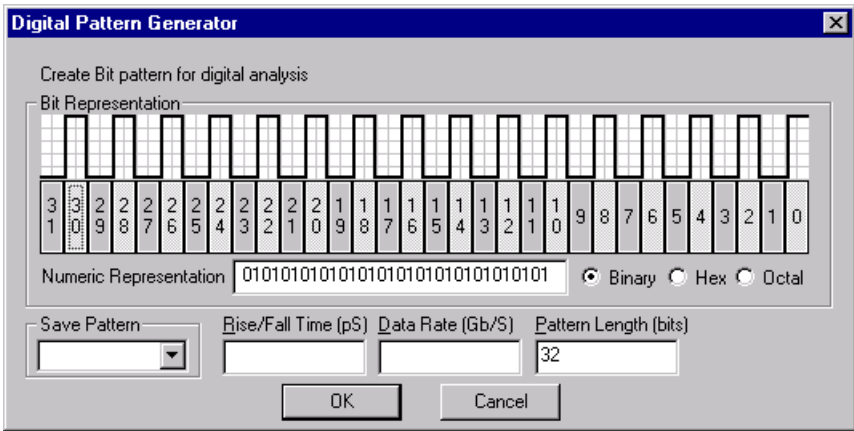 Digital Pattern Generator
Create Bit pattern for digital analysis
Bit Representation
31 30 29 28 27 26 25 24 23 22 21 20 19 18 17 16 15 14 13 12 11 10 9 8 7 6 5 4 3 2 1 0
Numeric Representation 01010101010101010101010101010101 Binary Hex Octal
Save Pattern Rise/Fall Time (pS) Data Rate (Gb/S) Pattern Length (bits)
32
OK Cancel